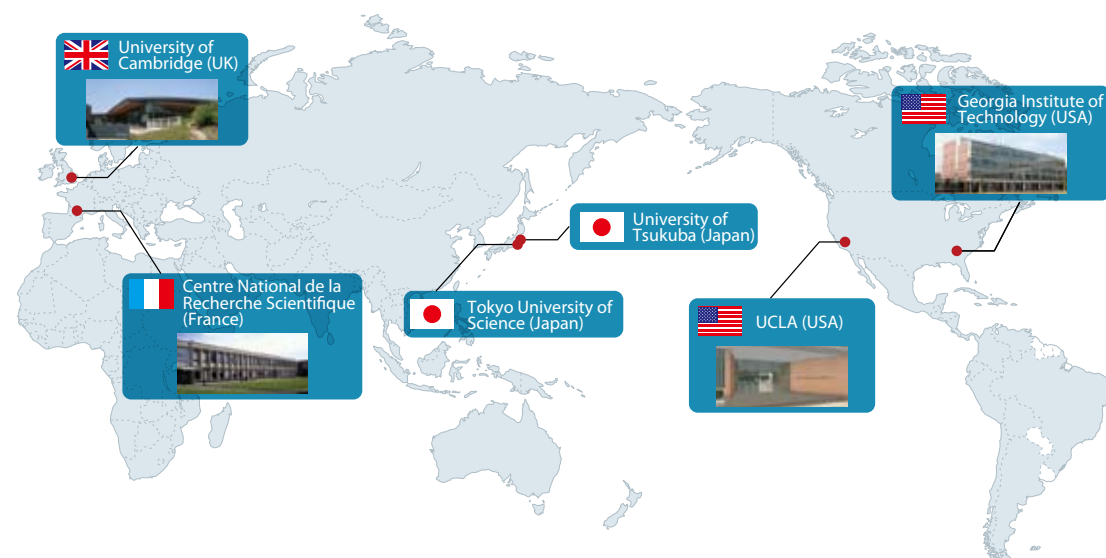 University of
Cambridge (UK)
Georgia Institute of
Technology (USA)
University of
Tsukuba (Japan)
Centre National de la
Recherche Scientifique
(France)
Tokyo University of
Science (Japan)
UCLA (USA)